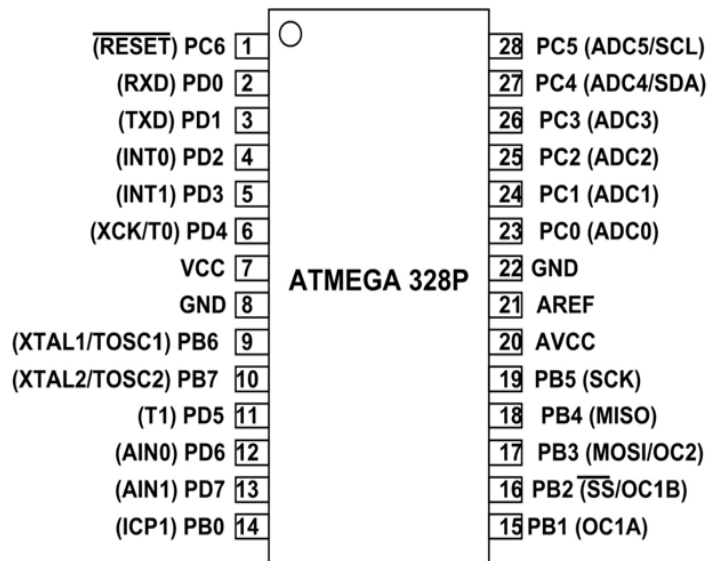 (RESET) PC6 1
(RXD) PD0 2
(TXD) PD1 3
(INT0) PD2 4
(INT1) PD3 5
(XCK/T0) PD4 6
VCC 7
GND 8
(XTAL1/TOSC1) PB6 9
(XTAL2/TOSC2) PB7 10
(T1) PD5 11
(AIN0) PD6 12
(AIN1) PD7 13
(ICP1) PB0 14
ATMEGA 328P
28 PC5 (ADC5/SCL)
27 PC4 (ADC4/SDA)
26 PC3 (ADC3)
25 PC2 (ADC2)
24 PC1 (ADC1)
23 PC0 (ADC0)
22 GND
21 AREF
20 AVCC
19 PB5 (SCK)
18 PB4 (MISO)
17 PB3 (MOSI/OC2)
16 PB2 (SS/OC1B)
15 PB1 (OC1A)